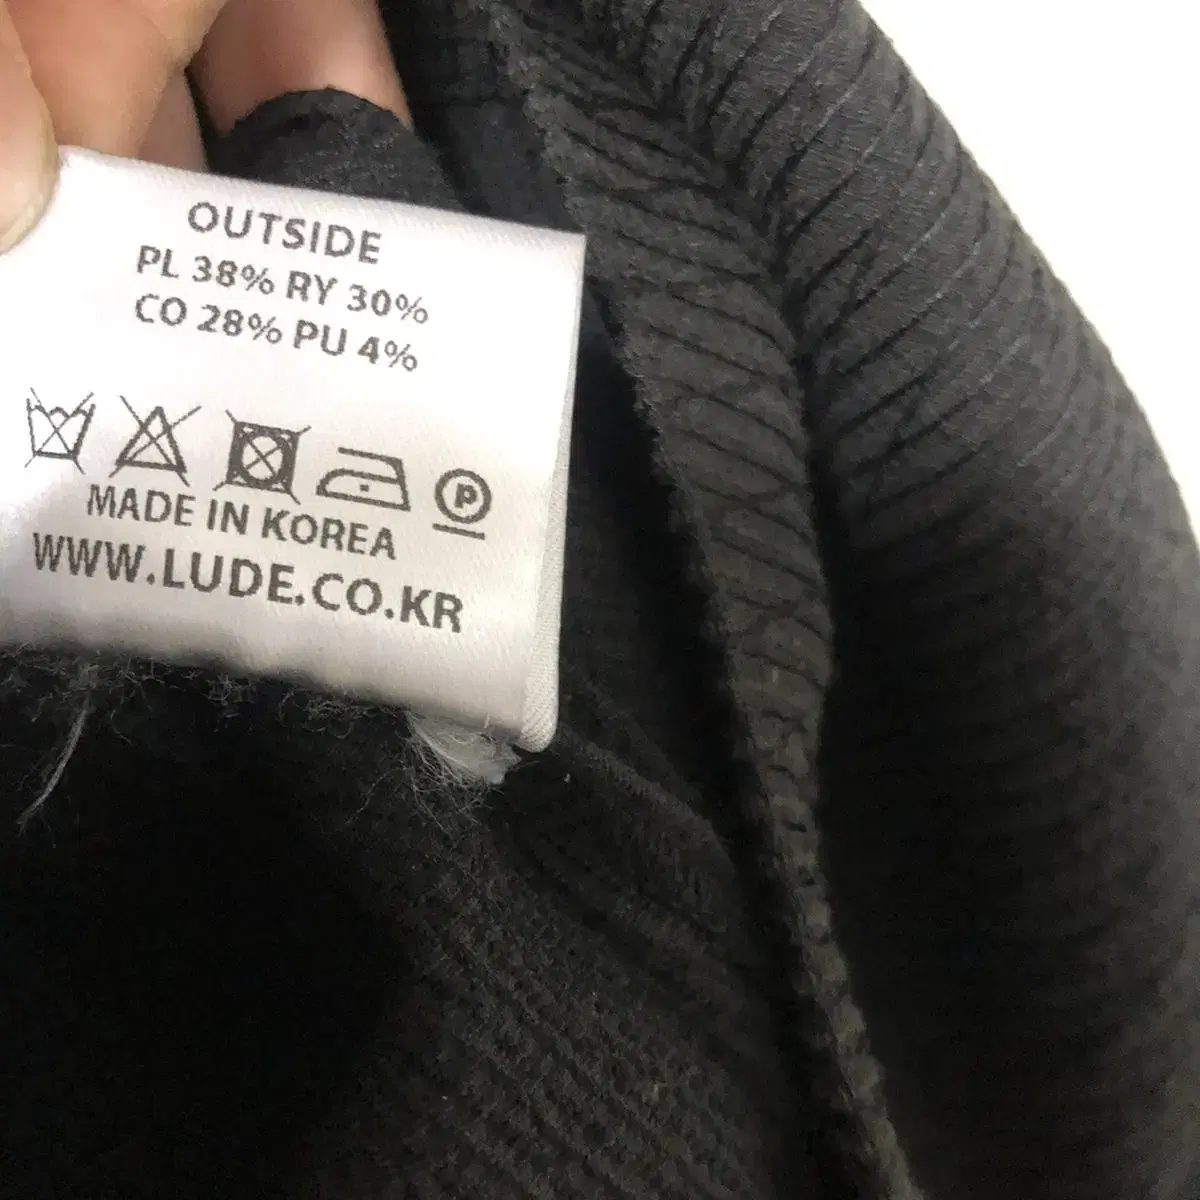 OUTSIDE
PL 38% RY 30%
CO 28% PU 4%
P
MADE IN KOREA
WWW.LUDE.CO.KR